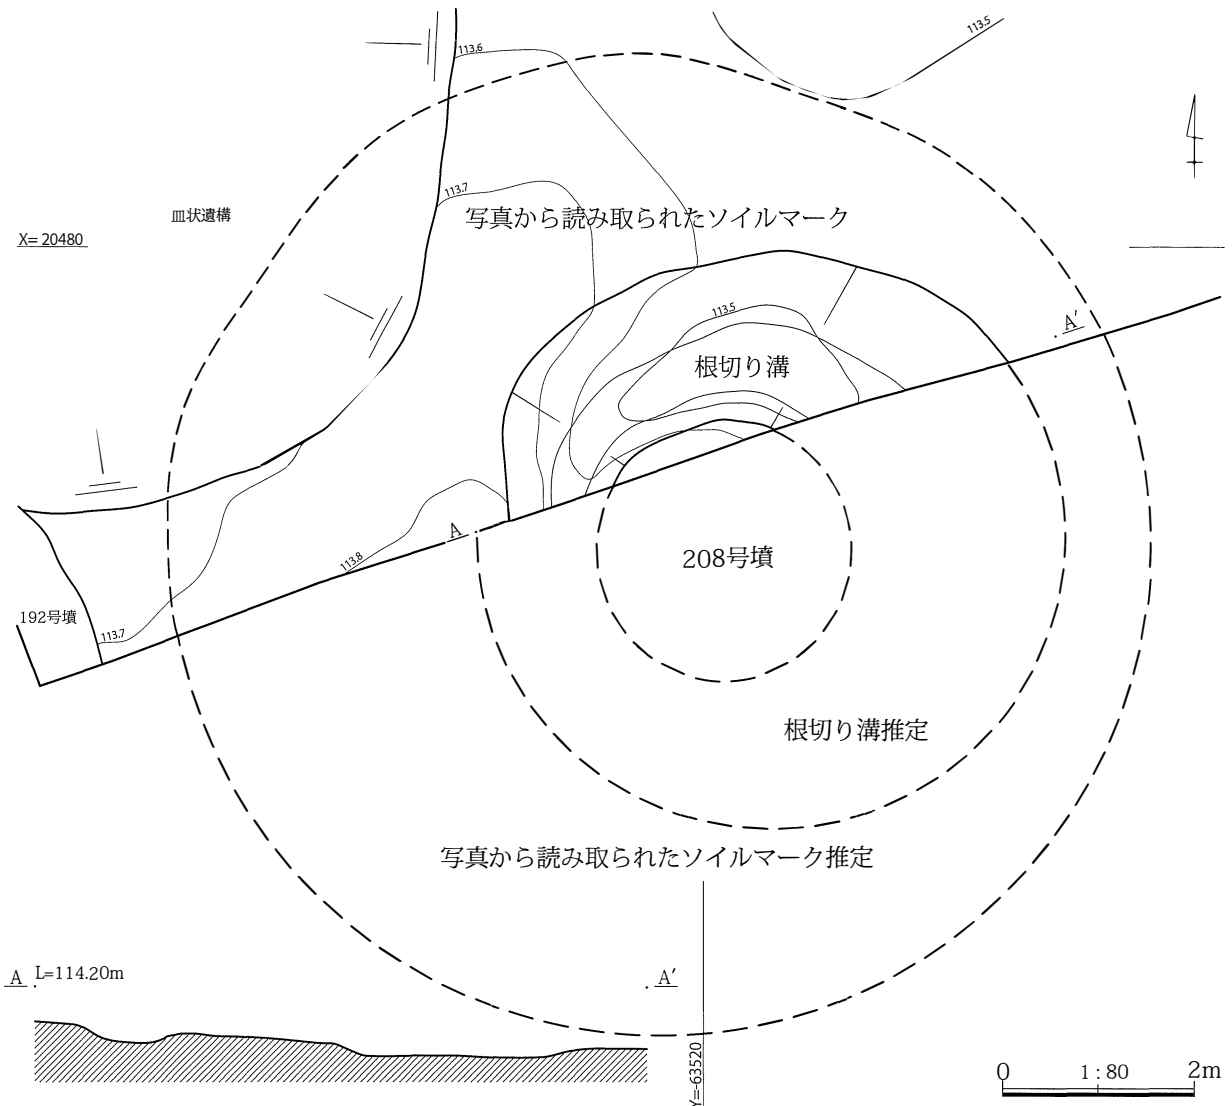 113.6
113.5
113.7
皿状遺構
写真から読み取られたソイルマーク
X= 20480
113.5
A′
根切り溝
A
113.8
208号墳
192号墳
113.7
根切り溝推定
写真から読み取られたソイルマーク推定
A L=114.20m
A′
Y=-63520
0 1 : 80 2m